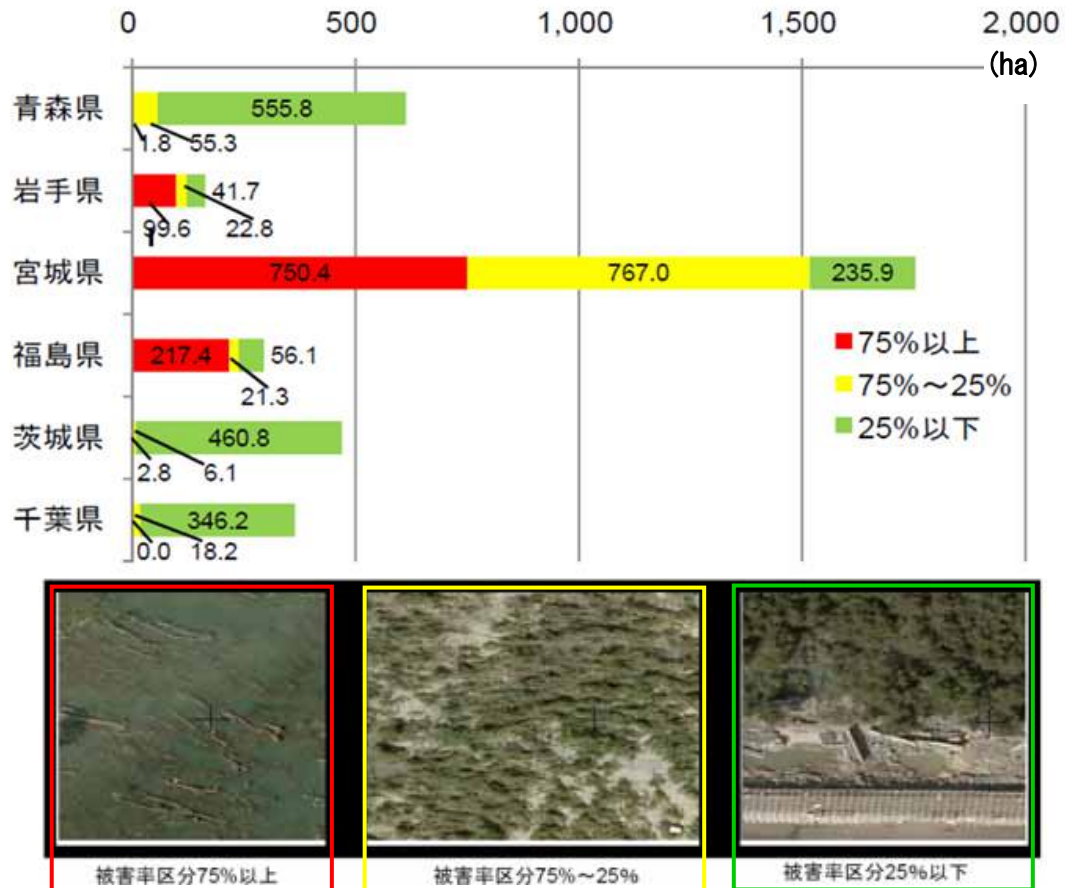 0 500 1,000 1,500 2,000
(ha)
青森県 555.8
1.8 55.3
岩手県 41.7
99.6 22.8
宮城県 750.4 767.0 235.9
福島県 217.4 56.1
21.3
茨城県 460.8
2.8 6.1
千葉県 346.2
0.0 18.2
75%以上
75%～25%
25%以下
被害率区分75%以上 被害率区分75%～25% 被害率区分25%以下